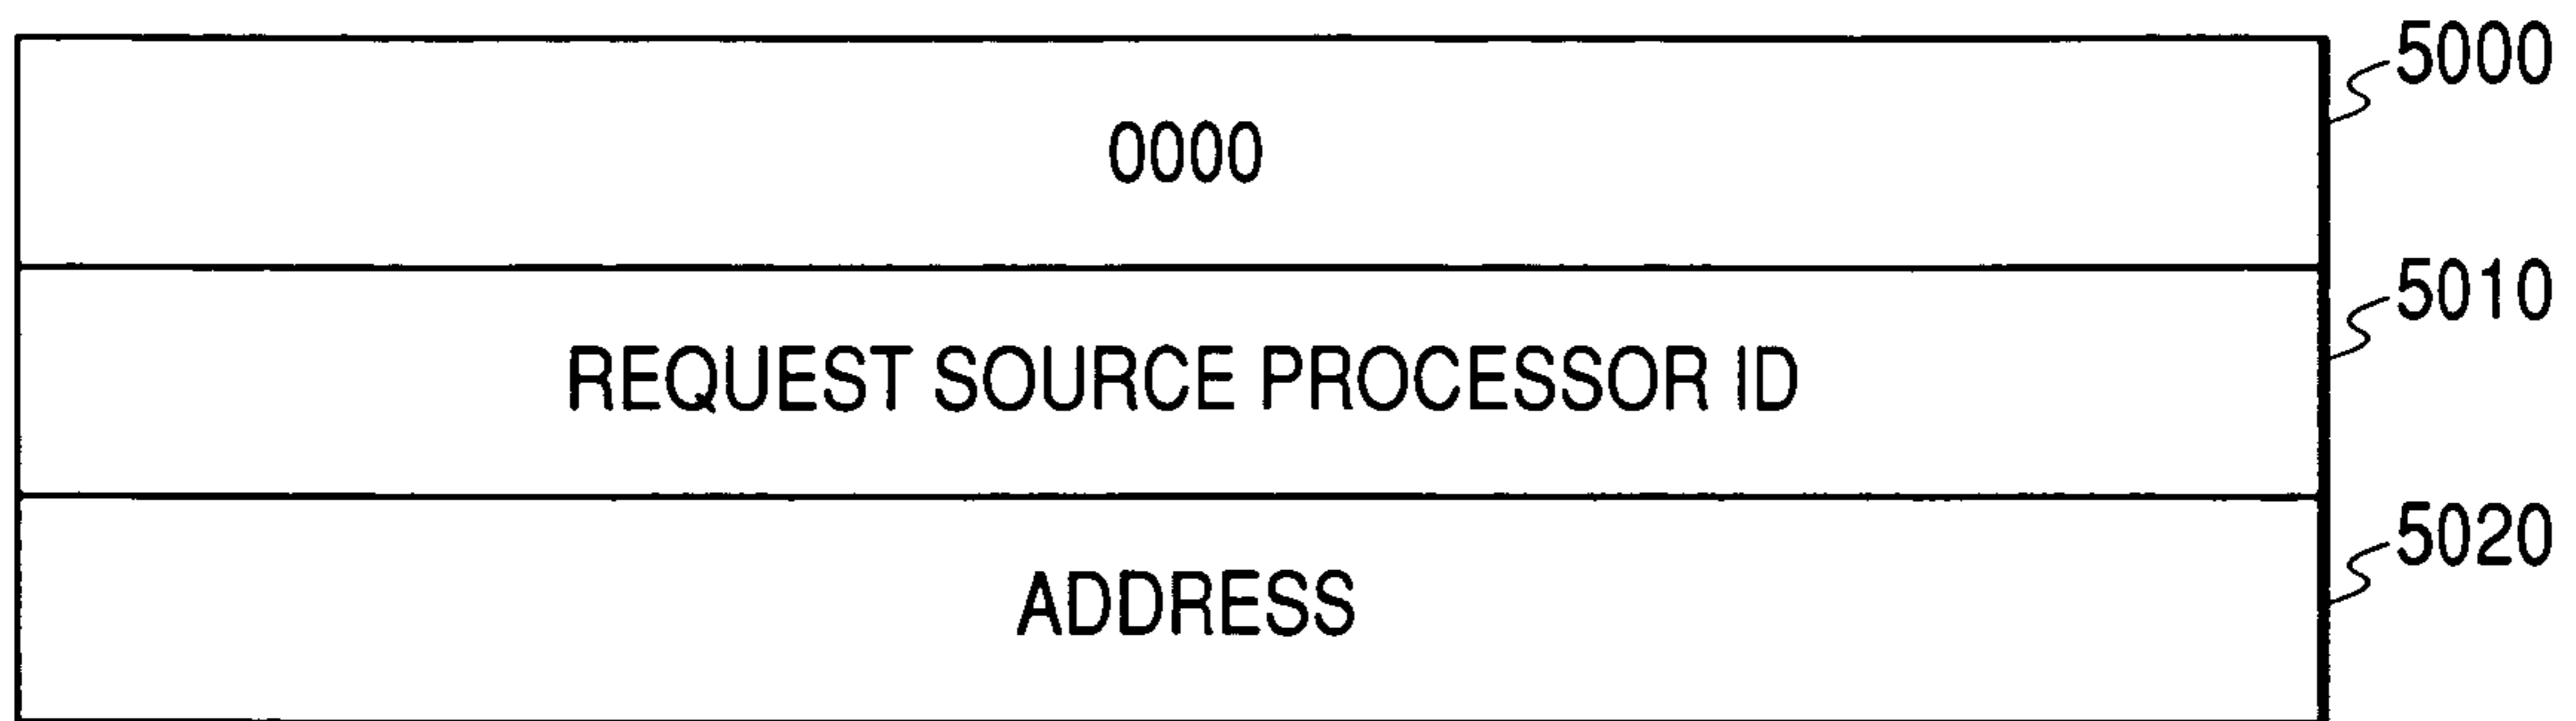 5000
0000
5010
REQUEST SOURCE PROCESSOR ID
5020
ADDRESS